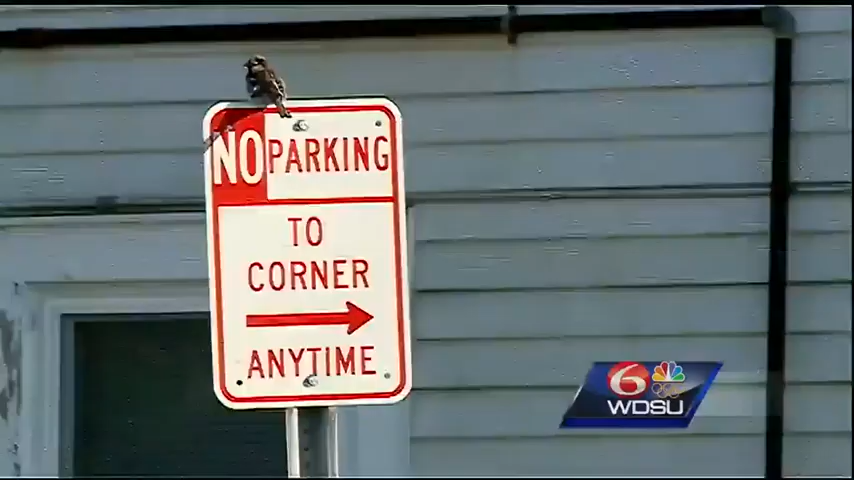 NO PARKING
TO
CORNER
ANYTIME
6
WDSU